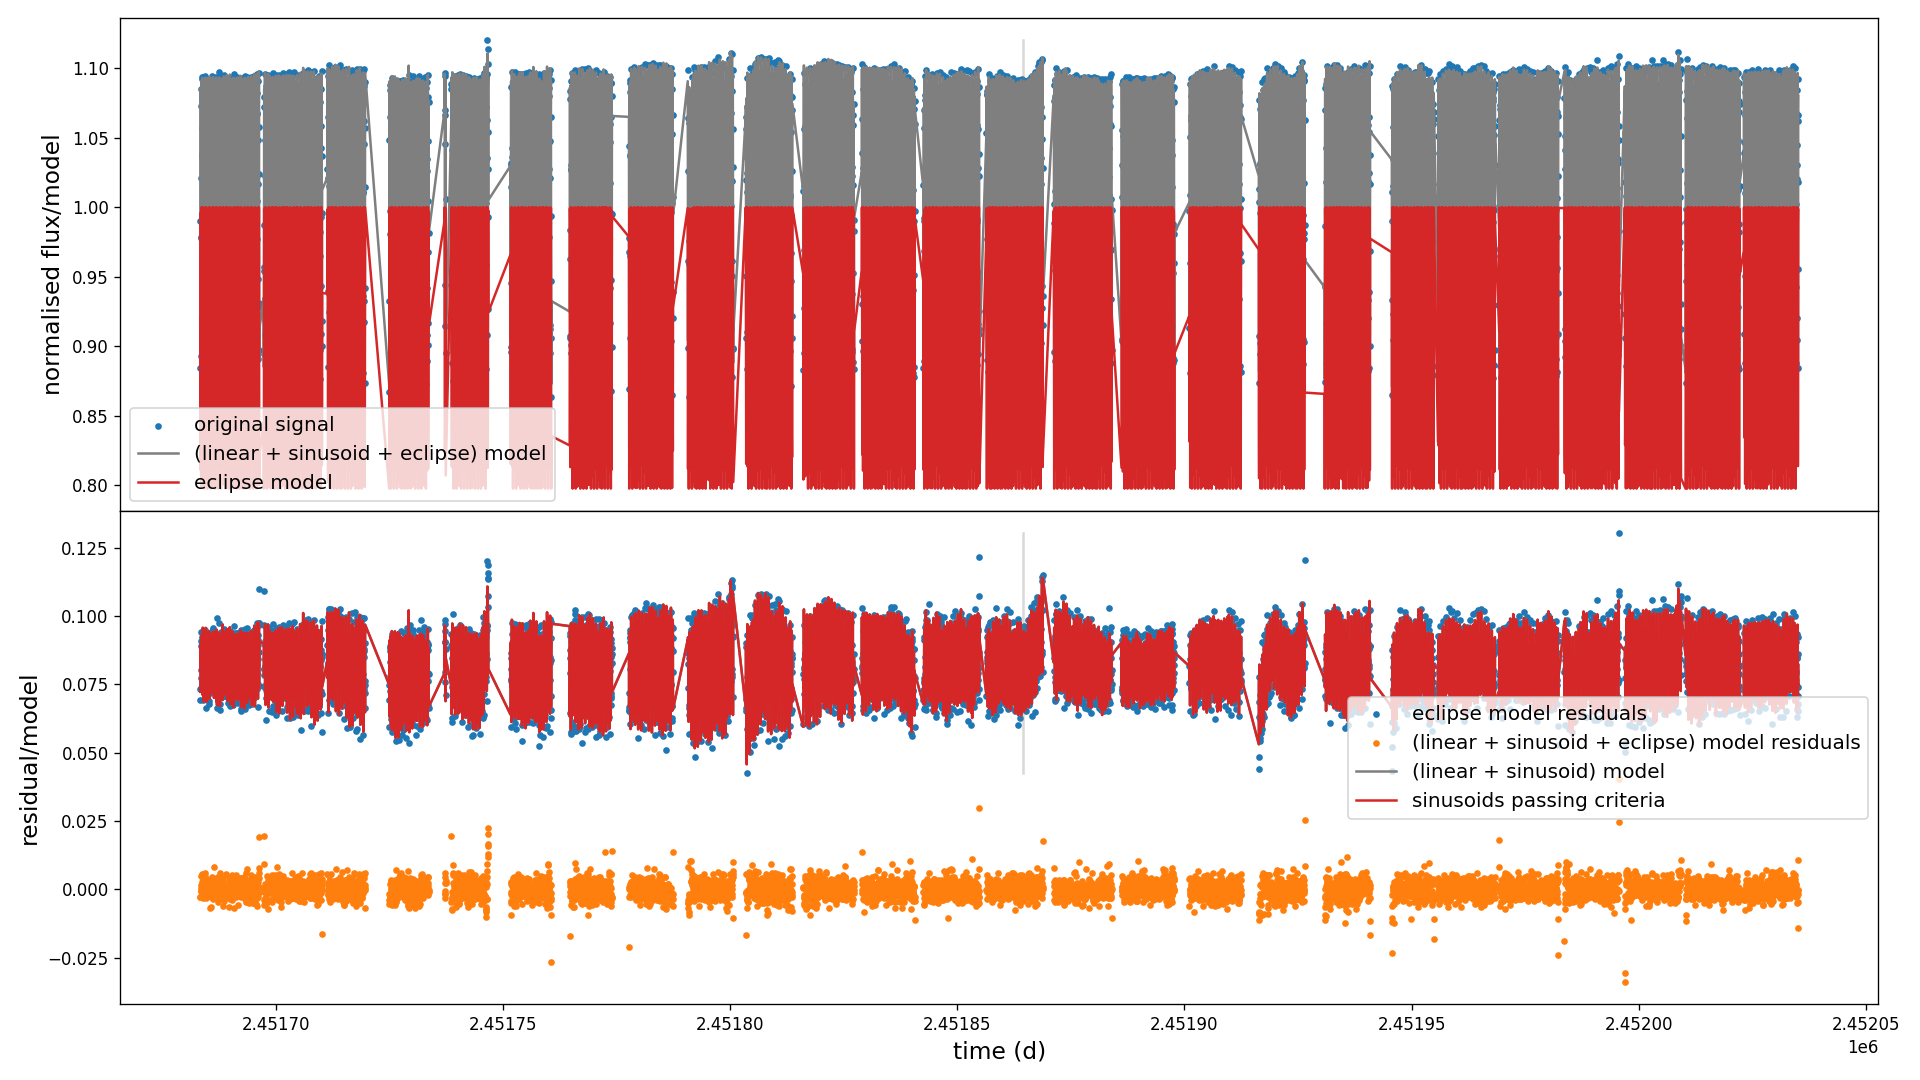 1.10
1.05
1.00
0.95
0.90
0.85
0.80
normalised flux/model
original signal
(linear + sinusoid + eclipse) model
eclipse model
0.125
0.100
0.075
0.050
0.025
0.000
−0.025
residual/model
eclipse model residuals
(linear + sinusoid + eclipse) model residuals
(linear + sinusoid) model
sinusoids passing criteria
2.45170
2.45175
2.45180
2.45185
2.45190
2.45195
2.45200
2.45205
1e6
time (d)